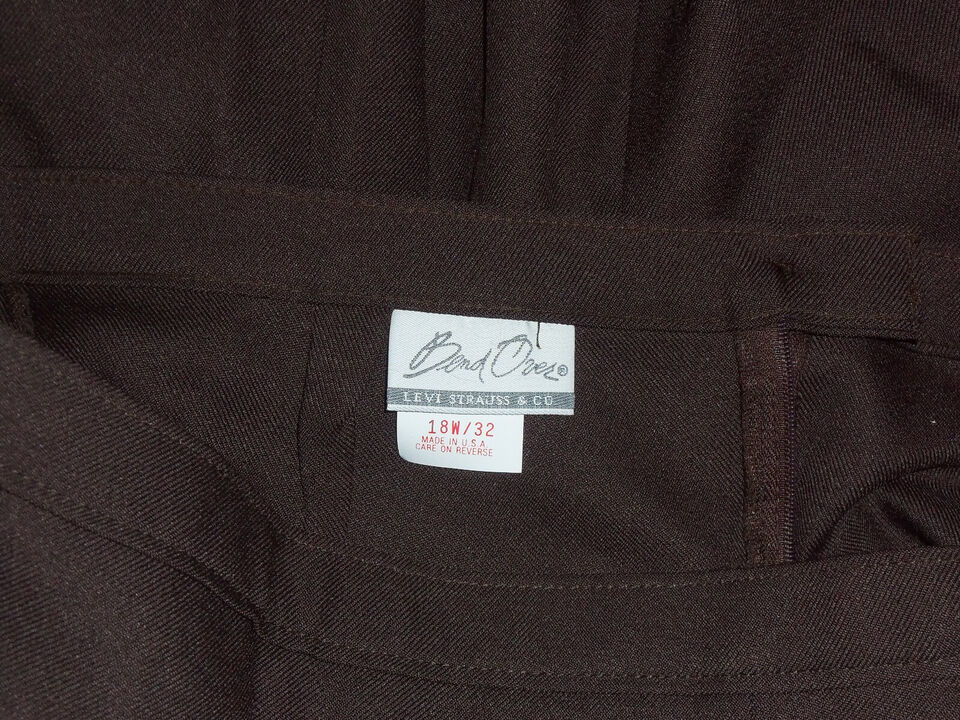 Bend Over®
LEVI STRAUSS & CO
18W/32
MADE IN U.S.A.
CARE ON REVERSE